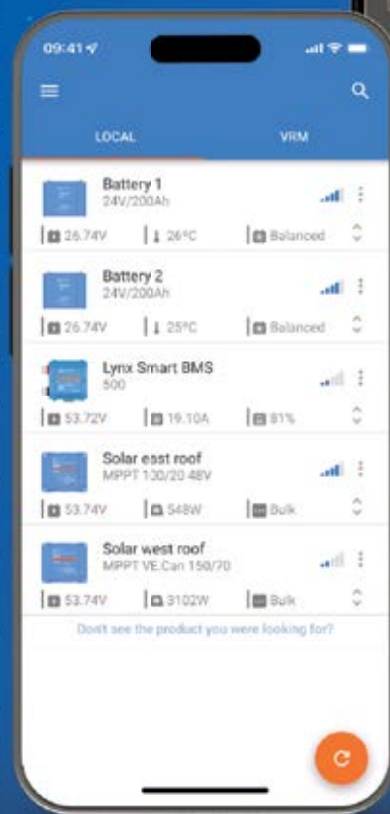 09:41
LOCAL VRM
Battery 1
24V/200Ah
26.74V 26°C Balanced
Battery 2
24V/200Ah
26.74V 25°C Balanced
Lynx Smart BMS
500
53.72V 19.10A 81%
Solar east roof
MPPT 100/20 48V
53.74V 548W Bulk
Solar west roof
MPPT VE.Can 150/70
53.74V 3102W Bulk
Don't see the product you were looking for?